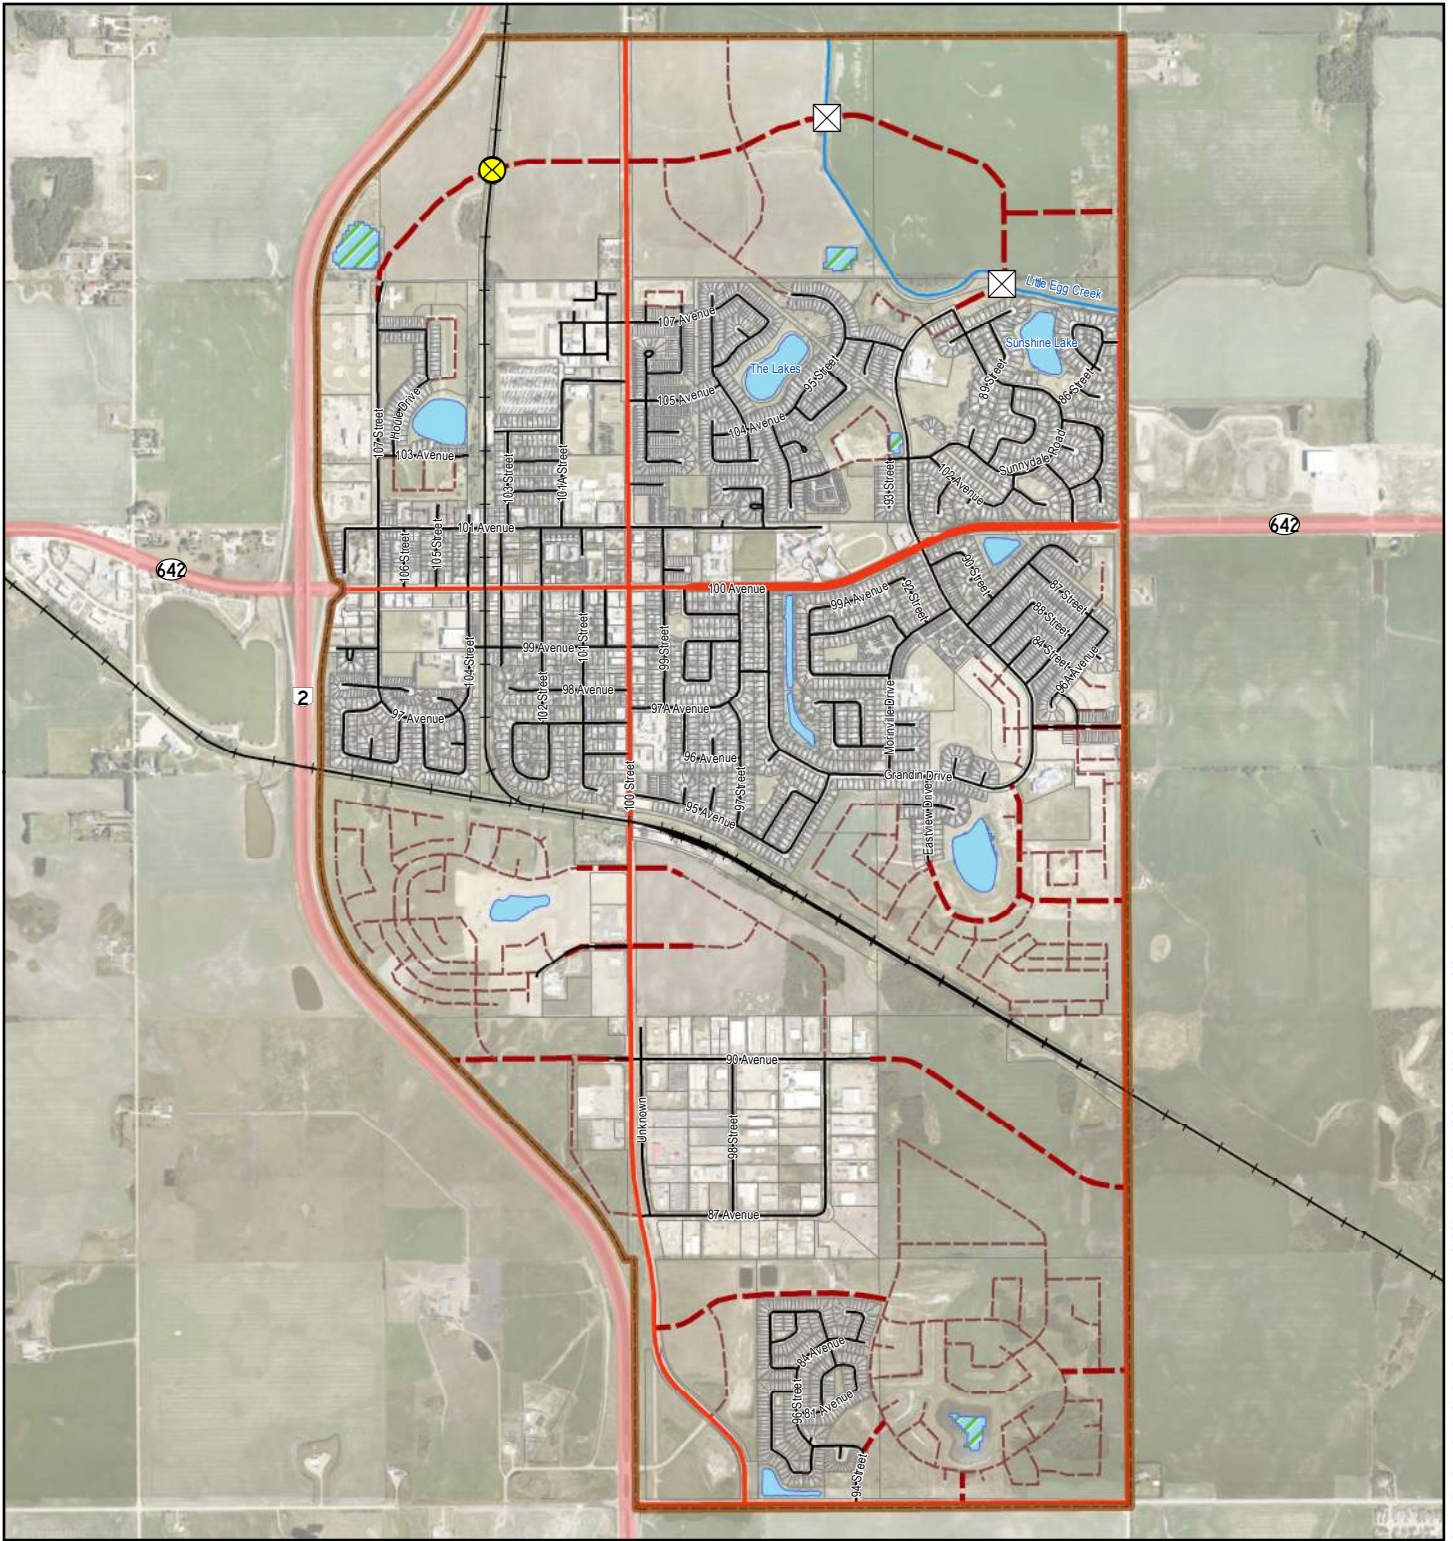 Little Egg Creek
107 Avenue
Sunshine Lake
The Lakes
95 Street
89 Street
86 Street
105 Avenue
Houle Drive
107 Street
104 Avenue
103 Avenue
103 Street
101A Street
93 Street
102 Avenue
Sunnydale Road
101 Avenue
642
106 Street
105 Street
642
100 Avenue
99A Avenue
92 Street
90 Street
87 Street
88 Street
84 Street
96A Avenue
99 Avenue
101 Street
99 Street
104 Street
98 Avenue
102 Street
2
97 Avenue
97A Avenue
Morinville Drive
96 Avenue
97 Street
Grandin Drive
100 Street
95 Avenue
Eastview Drive
90 Avenue
Unknown
98 Street
87 Avenue
84 Avenue
96 Street
81 Avenue
94 Street